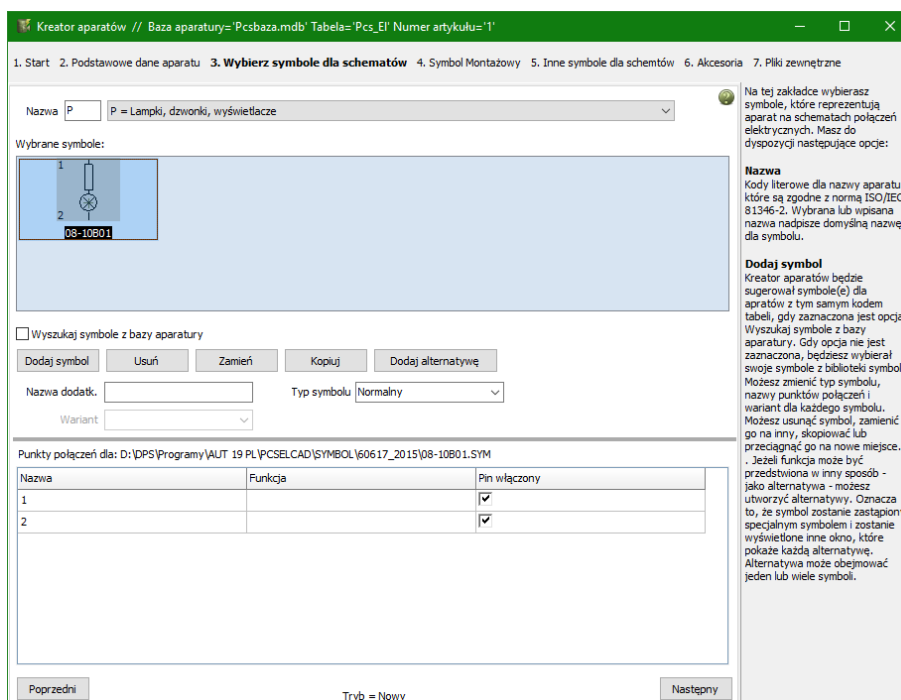 Kreator aparatów // Baza aparatury='Pcsbaza.mdb' Tabela='Pcs_El' Numer artykułu='1'
1. Start 2. Podstawowe dane aparatu 3. Wybierz symbole dla schematów 4. Symbol Montażowy 5. Inne symbole dla schemtów 6. Akcesoria 7. Pliki zewnętrzne
Nazwa P P = Lampki, dzwonki, wyświetlacze
Wybrane symbole:
1
2
08-10B01
Wyszukaj symbole z bazy aparatury
Dodaj symbol Usuń Zamień Kopiuj Dodaj alternatywę
Nazwa dodatk. Typ symbolu Normalny
Wariant
Punkty połączeń dla: D:\DPS\Programy\AUT 19 PL\PCSELCAD\SYMBOL\60617_2015\08-10B01.SYM
Nazwa Funkcja Pin włączony
1
2
Poprzedni Tryb = Nowy Następny
Na tej zakładce wybierasz
symbole, które reprezentują
aparat na schematach połączeń
elektrycznych. Masz do
dyspozycji następujące opcje:
Nazwa
Kody literowe dla nazwy aparatu
które są zgodne z normą ISO/IEC
81346-2. Wybrana lub wpisana
nazwa nadpisze domyślną nazwę
dla symbolu.
Dodaj symbol
Kreator aparatów będzie
sugerował symbole(e) dla
apratów z tym samym kodem
tabeli, gdy zaznaczona jest opcja
Wyszukaj symbole z bazy
aparatury. Gdy opcja nie jest
zaznaczona, będziesz wybierał
swoje symbole z biblioteki symbol
Możesz zmienić typ symbolu,
nazwy punktów połączeń i
wariant dla każdego symbolu.
Możesz usunąć symbol, zamienić
go na inny, skopiować lub
przeciągnąć go na nowe miejsce.
. Jeżeli funkcja może być
przedstwiona w inny sposób -
jako alternatywa - możesz
utworzyć alternatywy. Oznacza
to, że symbol zostanie zastąpiony
specjalnym symbolem i zostanie
wyświetlone inne okno, które
pokaże każdą alternatywę.
Alternatywa może obejmować
jeden lub wiele symboli.